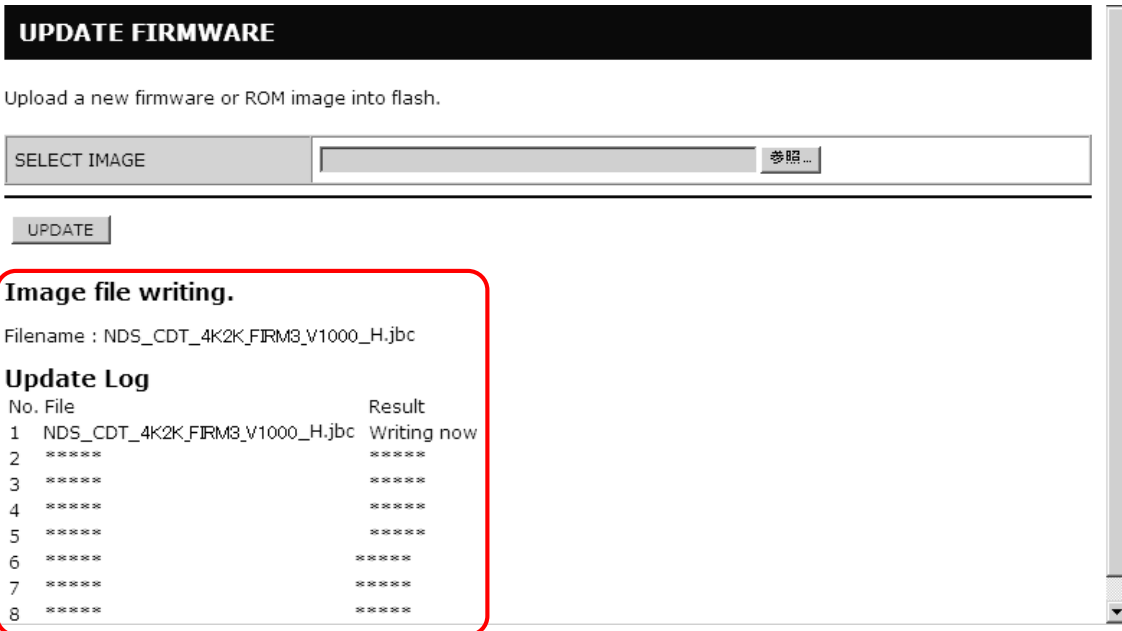 UPDATE FIRMWARE
Upload a new firmware or ROM image into flash.
SELECT IMAGE 参照...
UPDATE
Image file writing.
Filename : NDS_CDT_4K2K_FIRM3_V1000_H.jbc
Update Log
No. File Result
1 NDS_CDT_4K2K_FIRM3_V1000_H.jbc Writing now
2 ***** *****
3 ***** *****
4 ***** *****
5 ***** *****
6 ***** *****
7 ***** *****
8 ***** *****